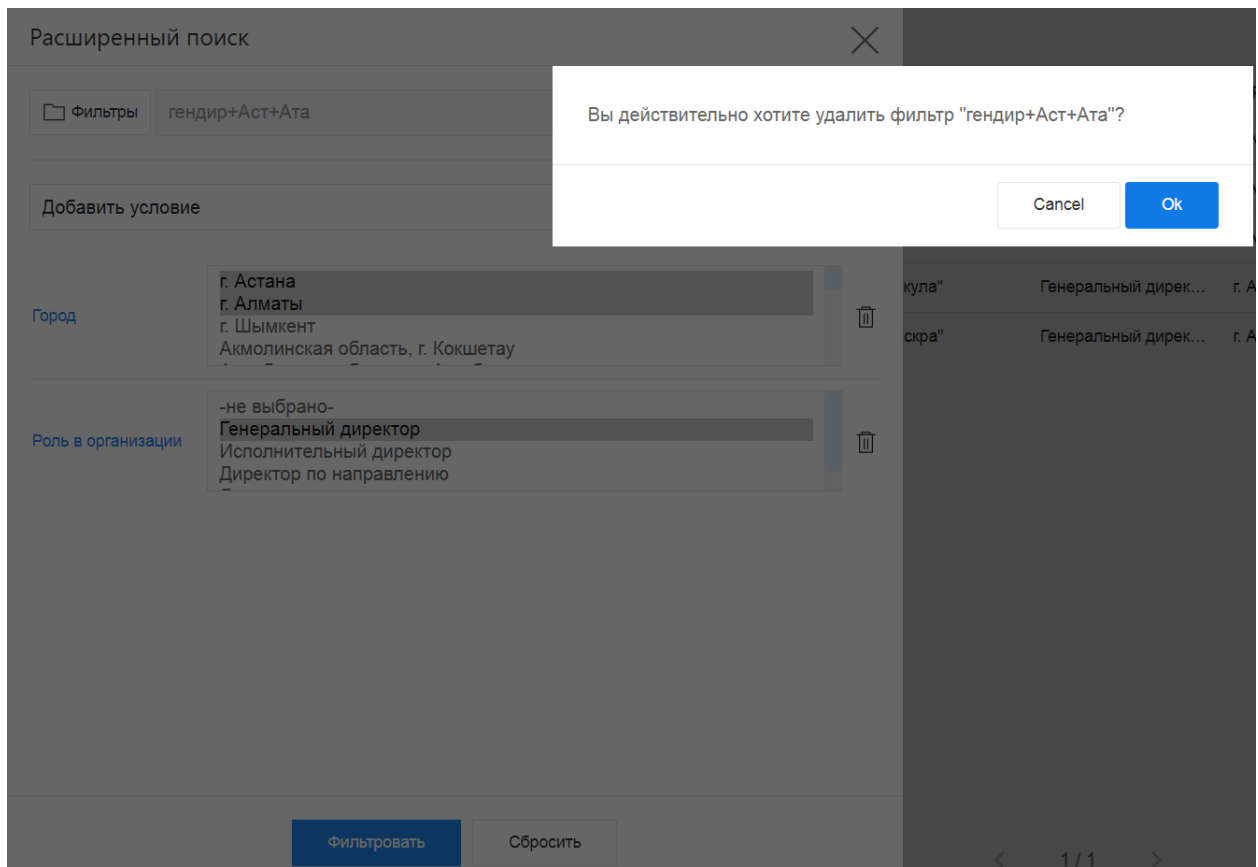 Расширенный поиск
Фильтры
гендир+Аст+Ата
Вы действительно хотите удалить фильтр "гендир+Аст+Ата"?
Cancel
Ok
Добавить условие
Город
г. Астана
г. Алматы
г. Шымкент
Акмолинская область, г. Кокшетау
кула"
Генеральный дирек...
г. А
скра"
Генеральный дирек...
г. А
Роль в организации
-не выбрано-
Генеральный директор
Исполнительный директор
Директор по направлению
Фильтровать
Сбросить
1 / 1